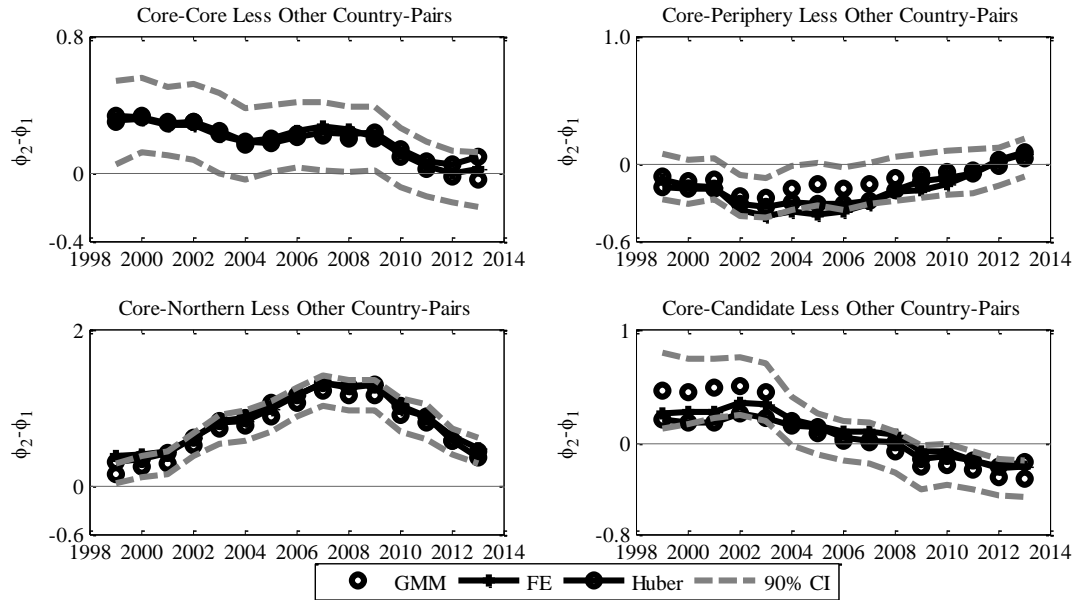 Core-Core Less Other Country-Pairs
0.8
ϕ2-ϕ1
0
-0.4
1998 2000 2002 2004 2006 2008 2010 2012 2014
Core-Periphery Less Other Country-Pairs
1.0
ϕ2-ϕ1
0
-0.6
1998 2000 2002 2004 2006 2008 2010 2012 2014
Core-Northern Less Other Country-Pairs
2
ϕ2-ϕ1
0
-0.6
1998 2000 2002 2004 2006 2008 2010 2012 2014
Core-Candidate Less Other Country-Pairs
1
ϕ2-ϕ1
0
-0.8
1998 2000 2002 2004 2006 2008 2010 2012 2014
GMM FE Huber 90% CI